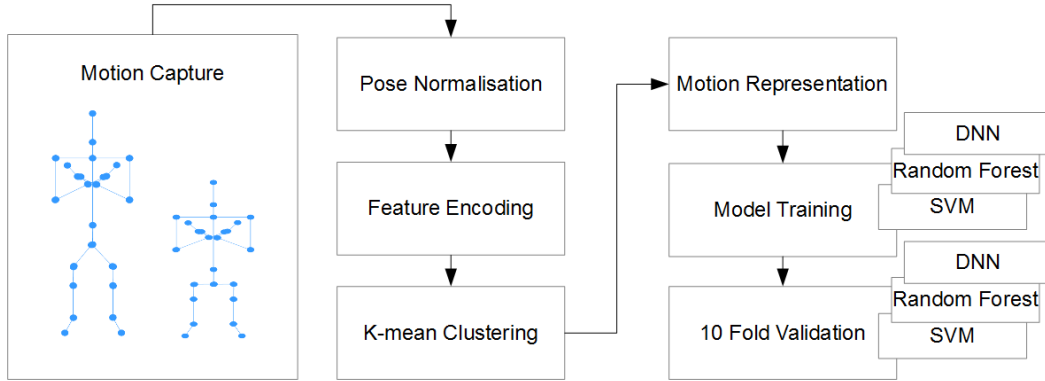 Motion Capture
Pose Normalisation
Feature Encoding
K-mean Clustering
Motion Representation
DNN
Random Forest
SVM
Model Training
DNN
Random Forest
SVM
10 Fold Validation